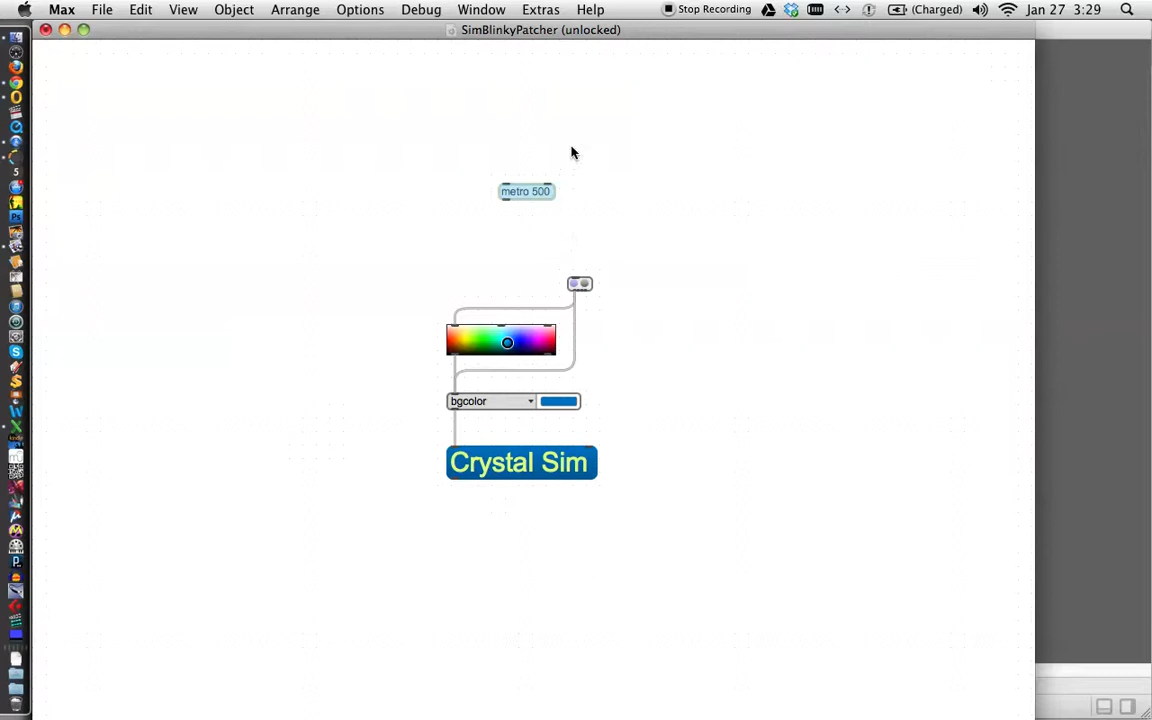 Max File Edit View Object Arrange Options Debug Window Extras Help Stop Recording (Charged) Jan 27 3:29
SimBlinkyPatcher (unlocked)
5
metro 500
bgcolor
Crystal Sim